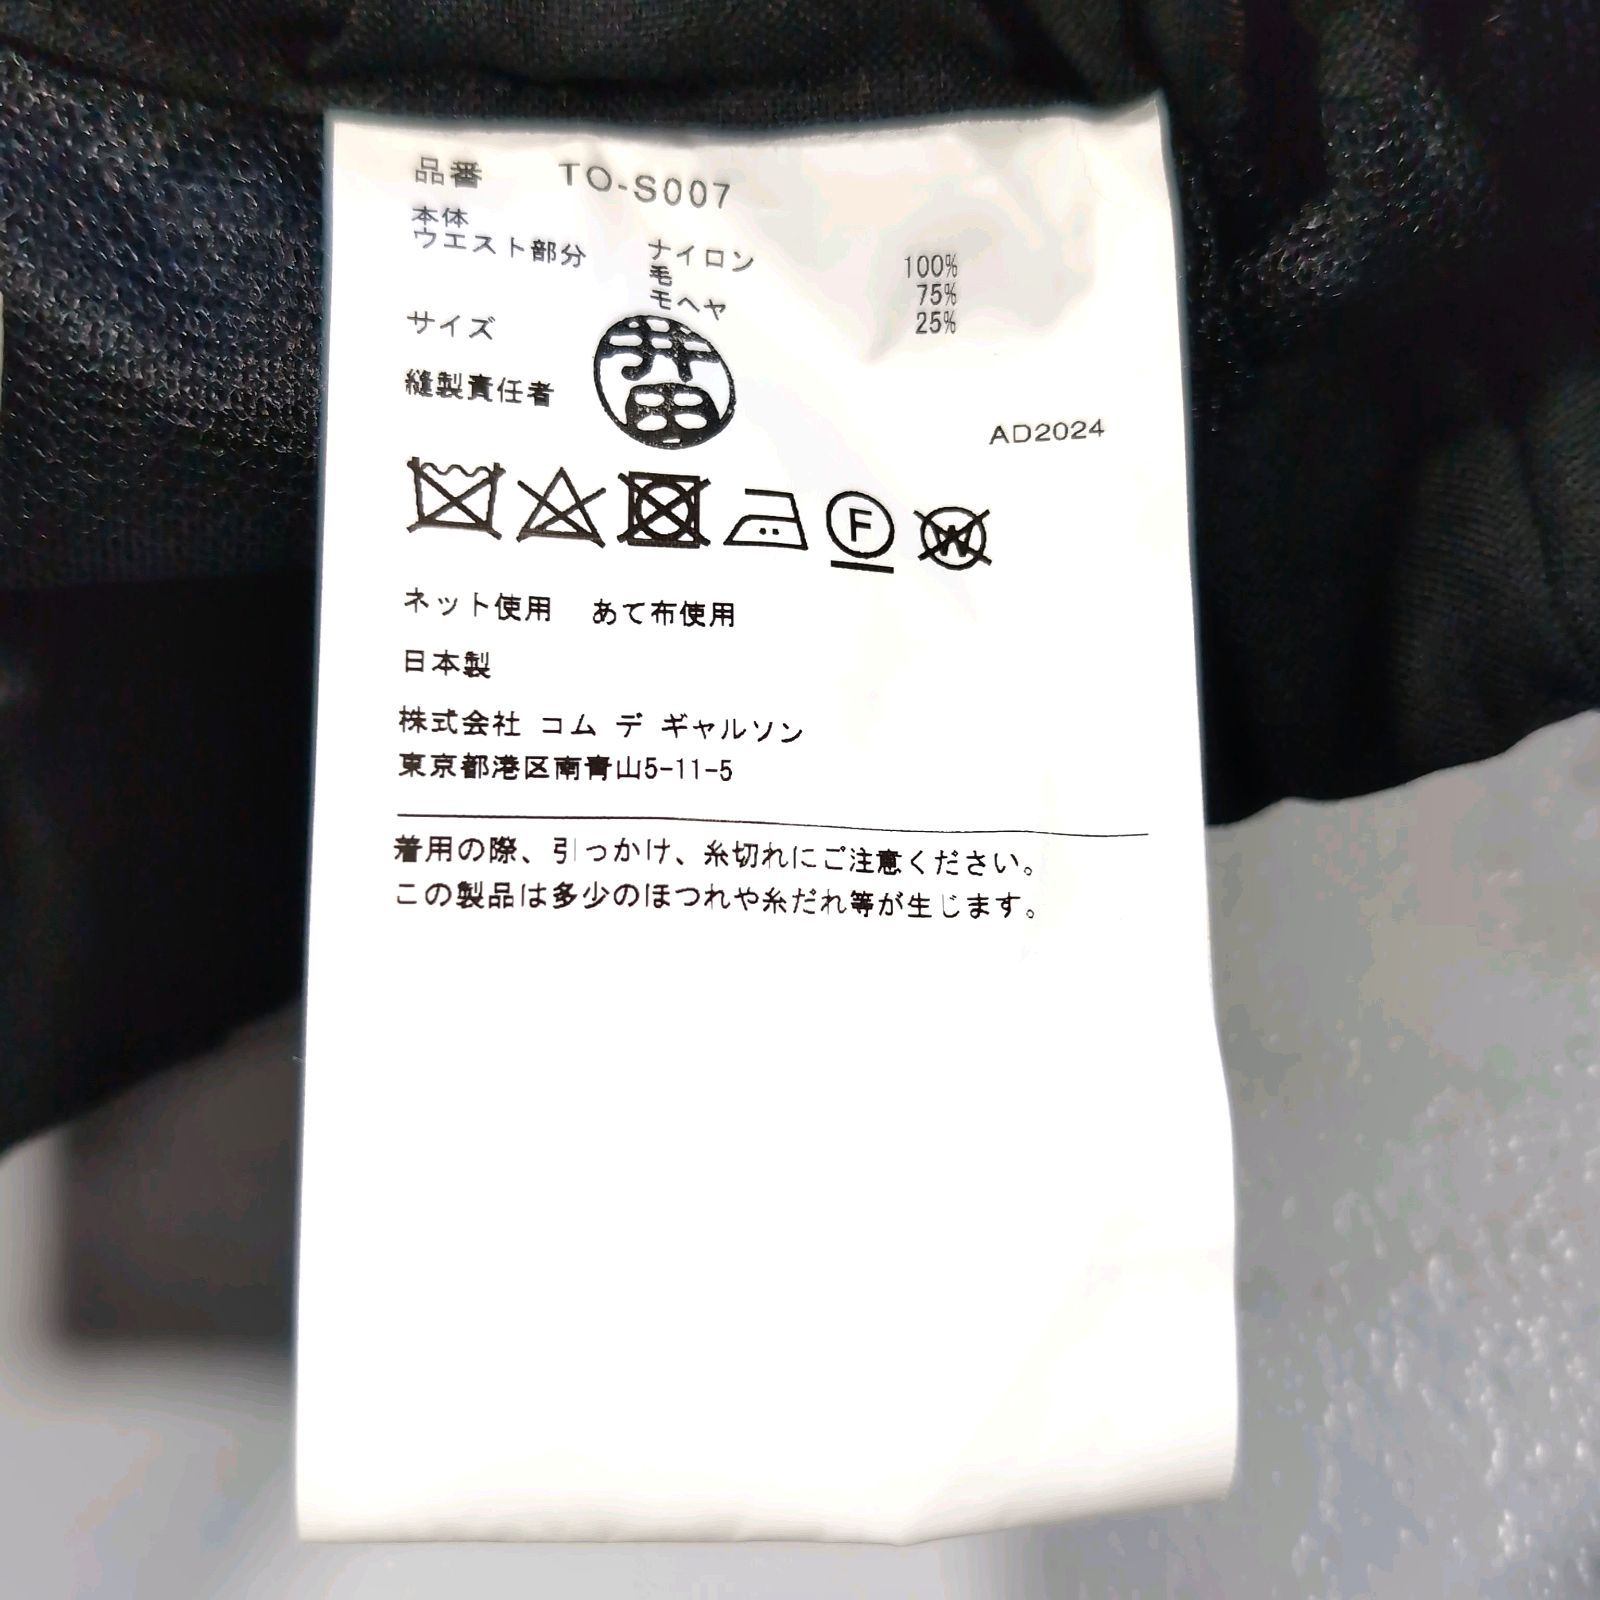 品番 TO-S007
本体 ナイロン 100%
ウエスト部分 毛 75%
モヘヤ 25%
サイズ
縫製責任者 井田
AD2024
F W
ネット使用 あて布使用
日本製
株式会社 コム デ ギャルソン
東京都港区南青山5-11-5
着用の際、引っかけ、糸切れにご注意ください。
この製品は多少のほつれや糸だれ等が生じます。